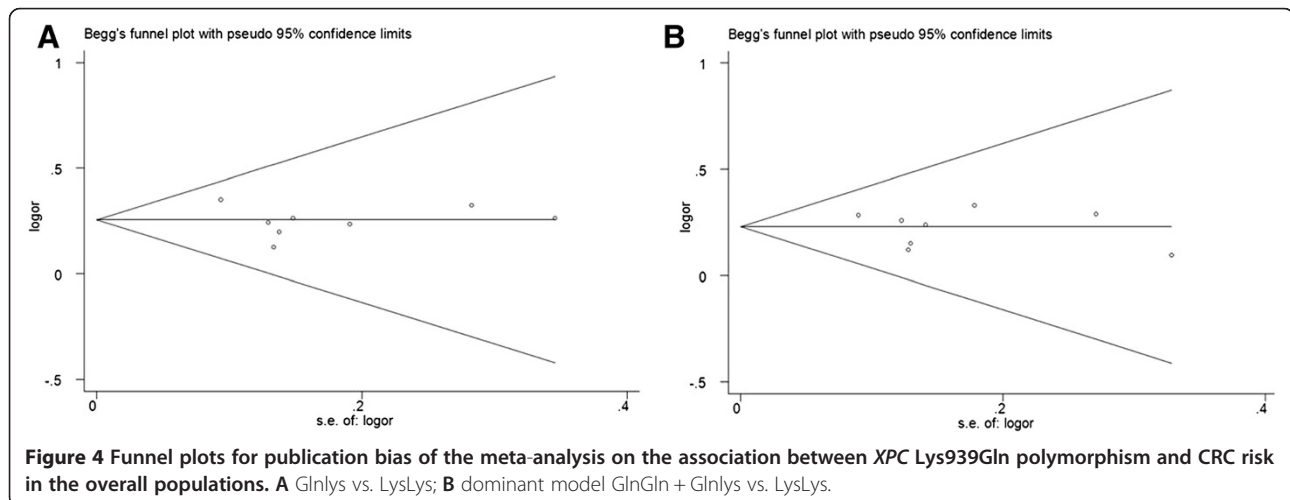 A
Begg's funnel plot with pseudo 95% confidence limits
1
.5
0
-.5
logor
0
.2
.4
s.e. of: logor
B
Begg's funnel plot with pseudo 95% confidence limits
1
.5
0
-.5
logor
0
.2
.4
s.e. of: logor
Figure 4 Funnel plots for publication bias of the meta-analysis on the association between XPC Lys939Gln polymorphism and CRC risk
in the overall populations. A Glnlys vs. LysLys; B dominant model GlnGln + Glnlys vs. LysLys.